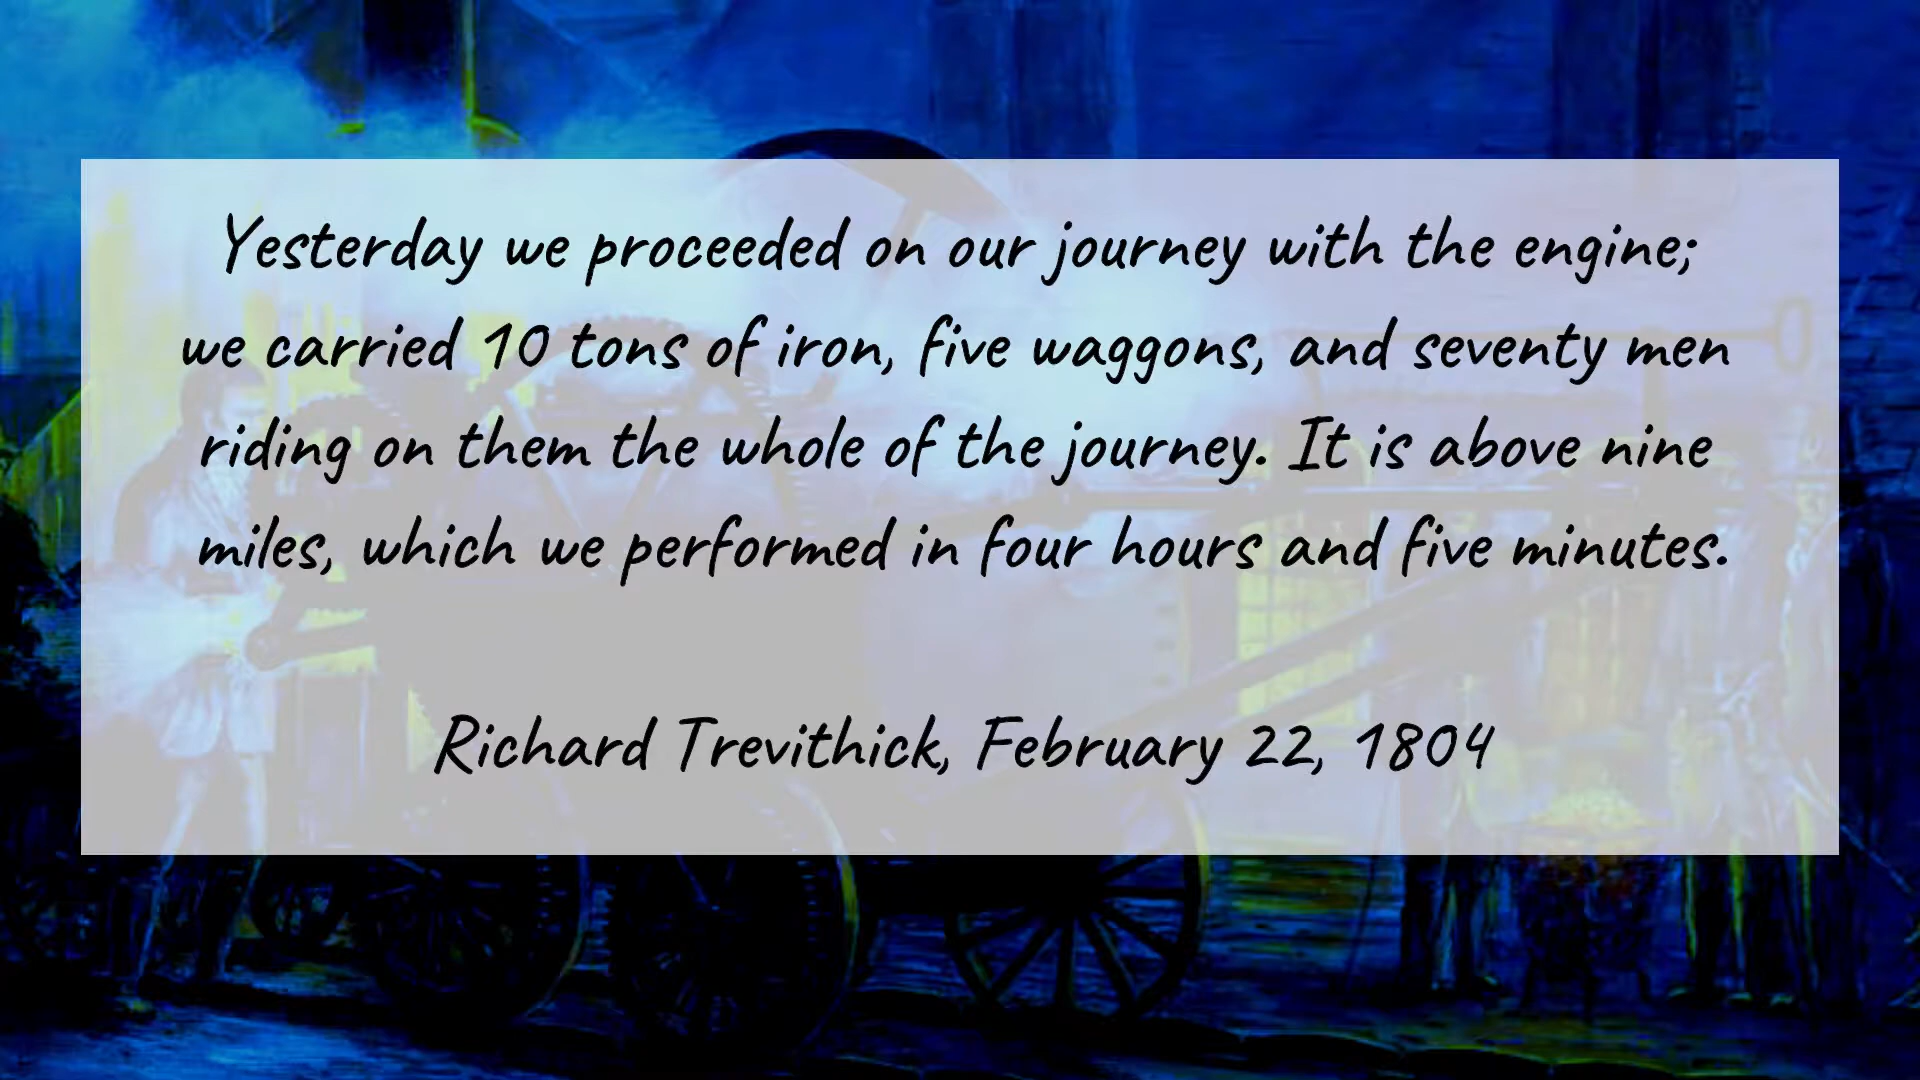 Yesterday we proceeded on our journey with the engine;
we carried 10 tons of iron, five waggons, and seventy men
riding on them the whole of the journey. It is above nine
miles, which we performed in four hours and five minutes.
Richard Trevithick, February 22, 1804